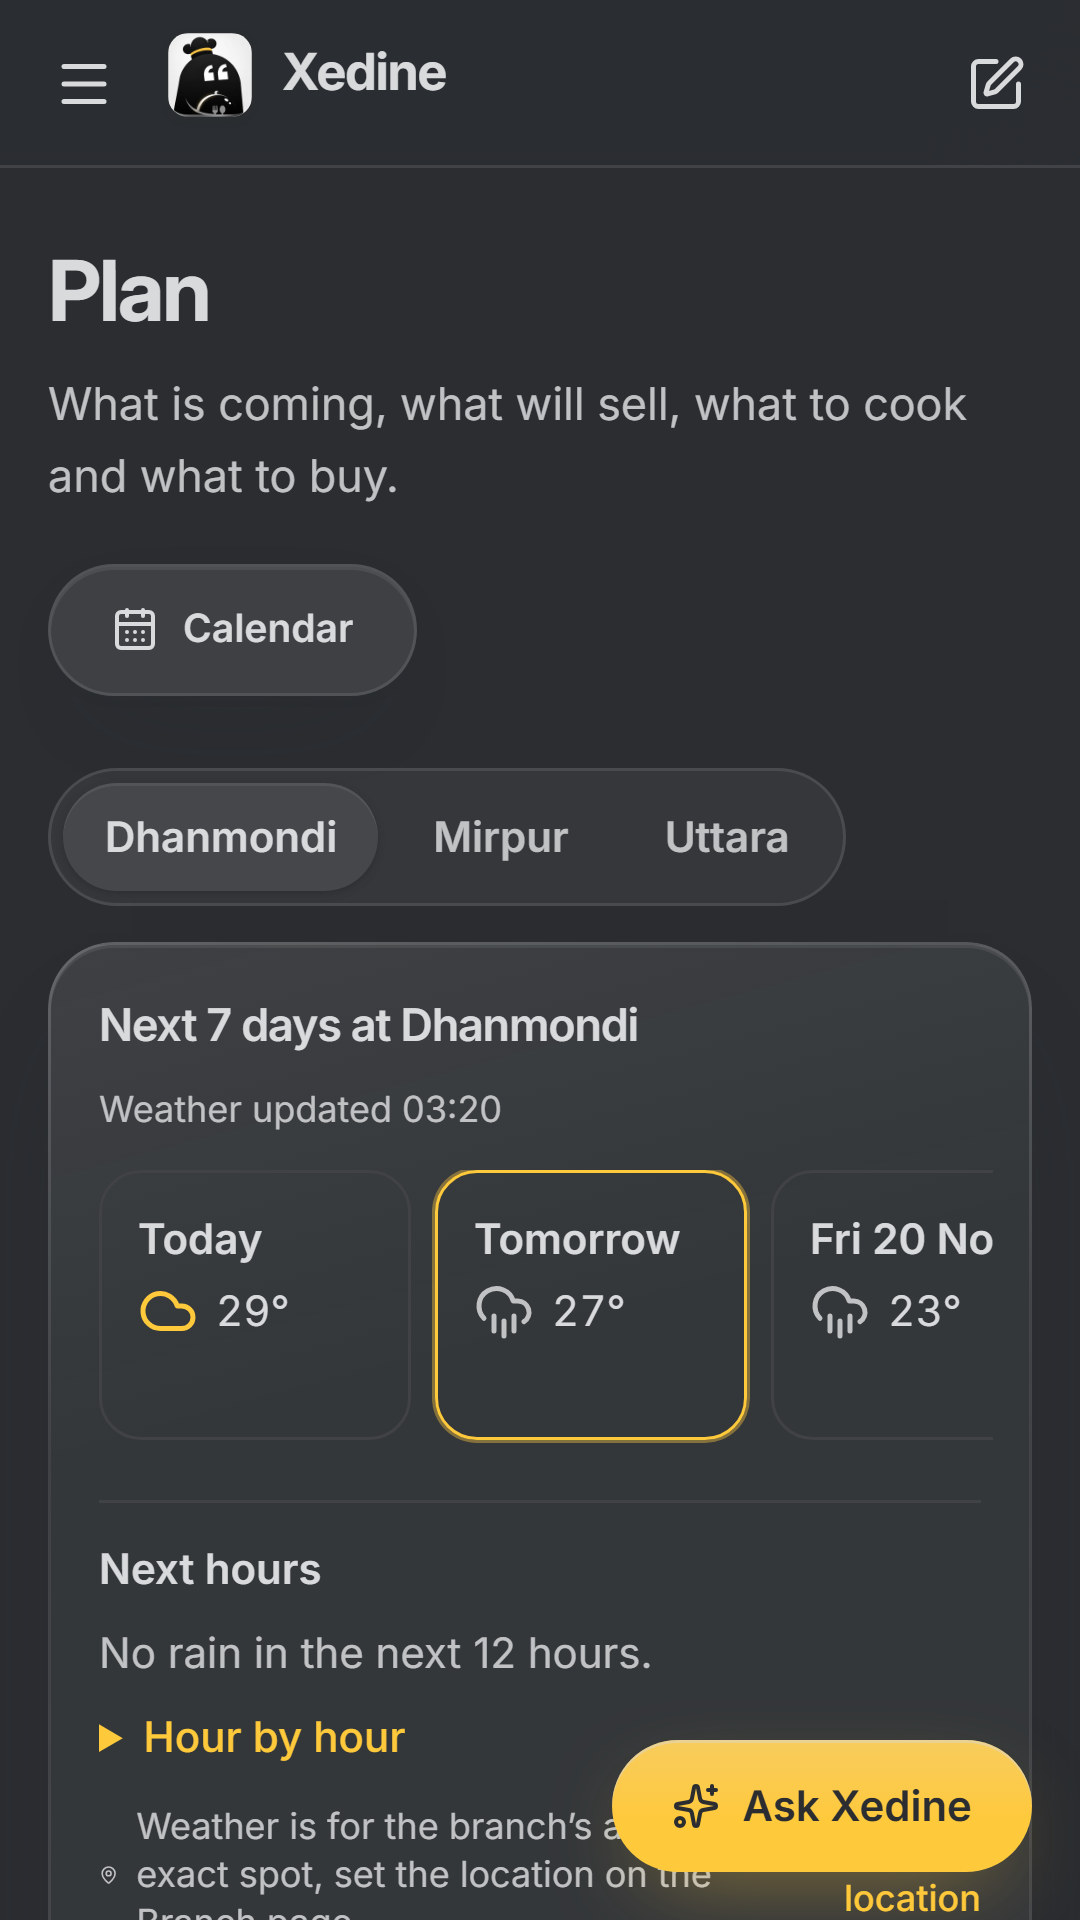 Xedine
Plan
What is coming, what will sell, what to cook
and what to buy.
Calendar
Dhanmondi
Mirpur
Uttara
Next 7 days at Dhanmondi
Weather updated 03:20
Today
29°
Tomorrow
27°
Fri 20 No
23°
Next hours
No rain in the next 12 hours.
Hour by hour
Ask Xedine
Weather is for the branch’s
exact spot, set the location on the
Branch page
location